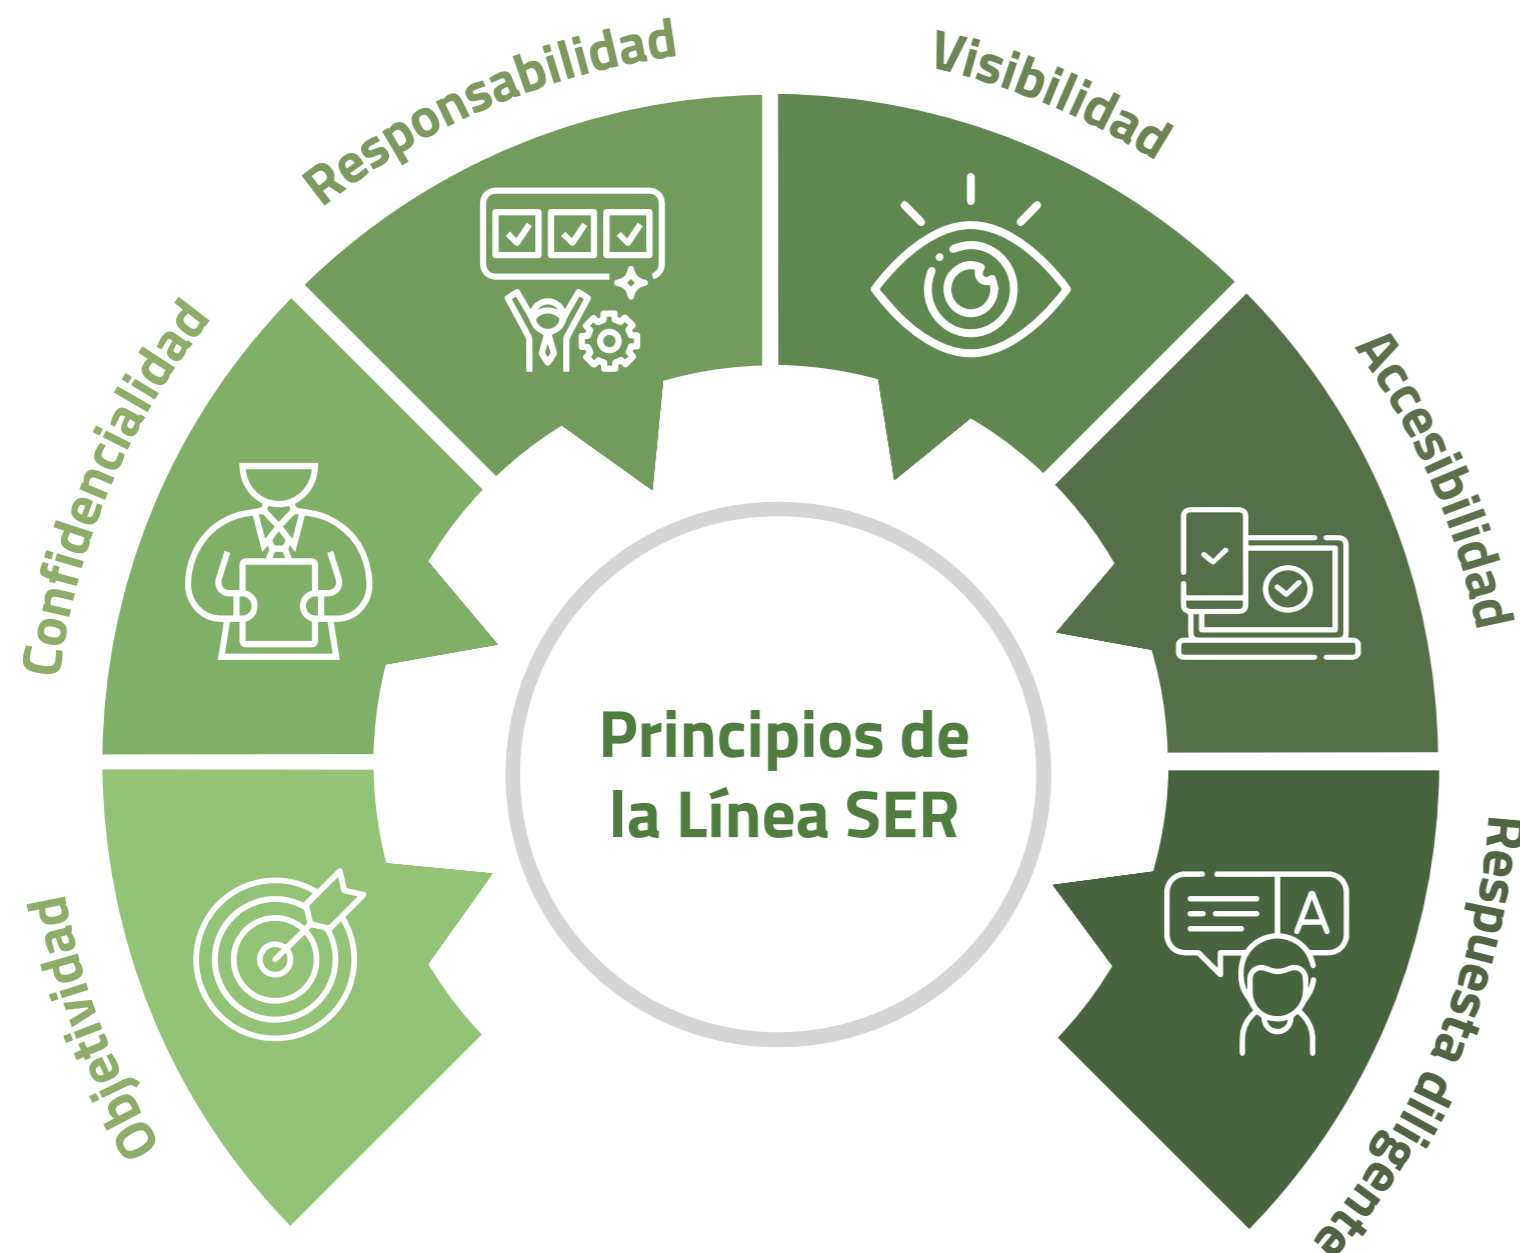 Objetividad
Confidencialidad
Responsabilidad
Visibilidad
Accesibilidad
Respuesta diligente
Principios de
la Línea SER
A